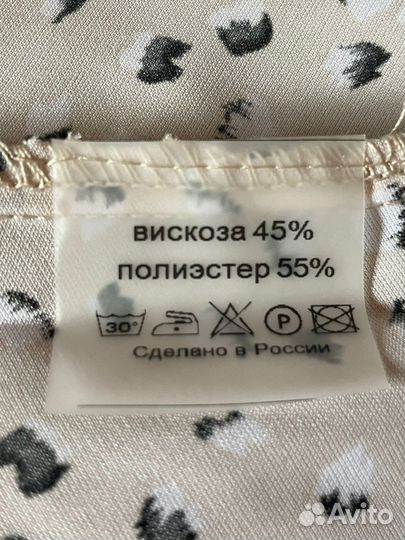 вискоза 45%
полиэстер 55%
30° P
Сделано в России
Avito